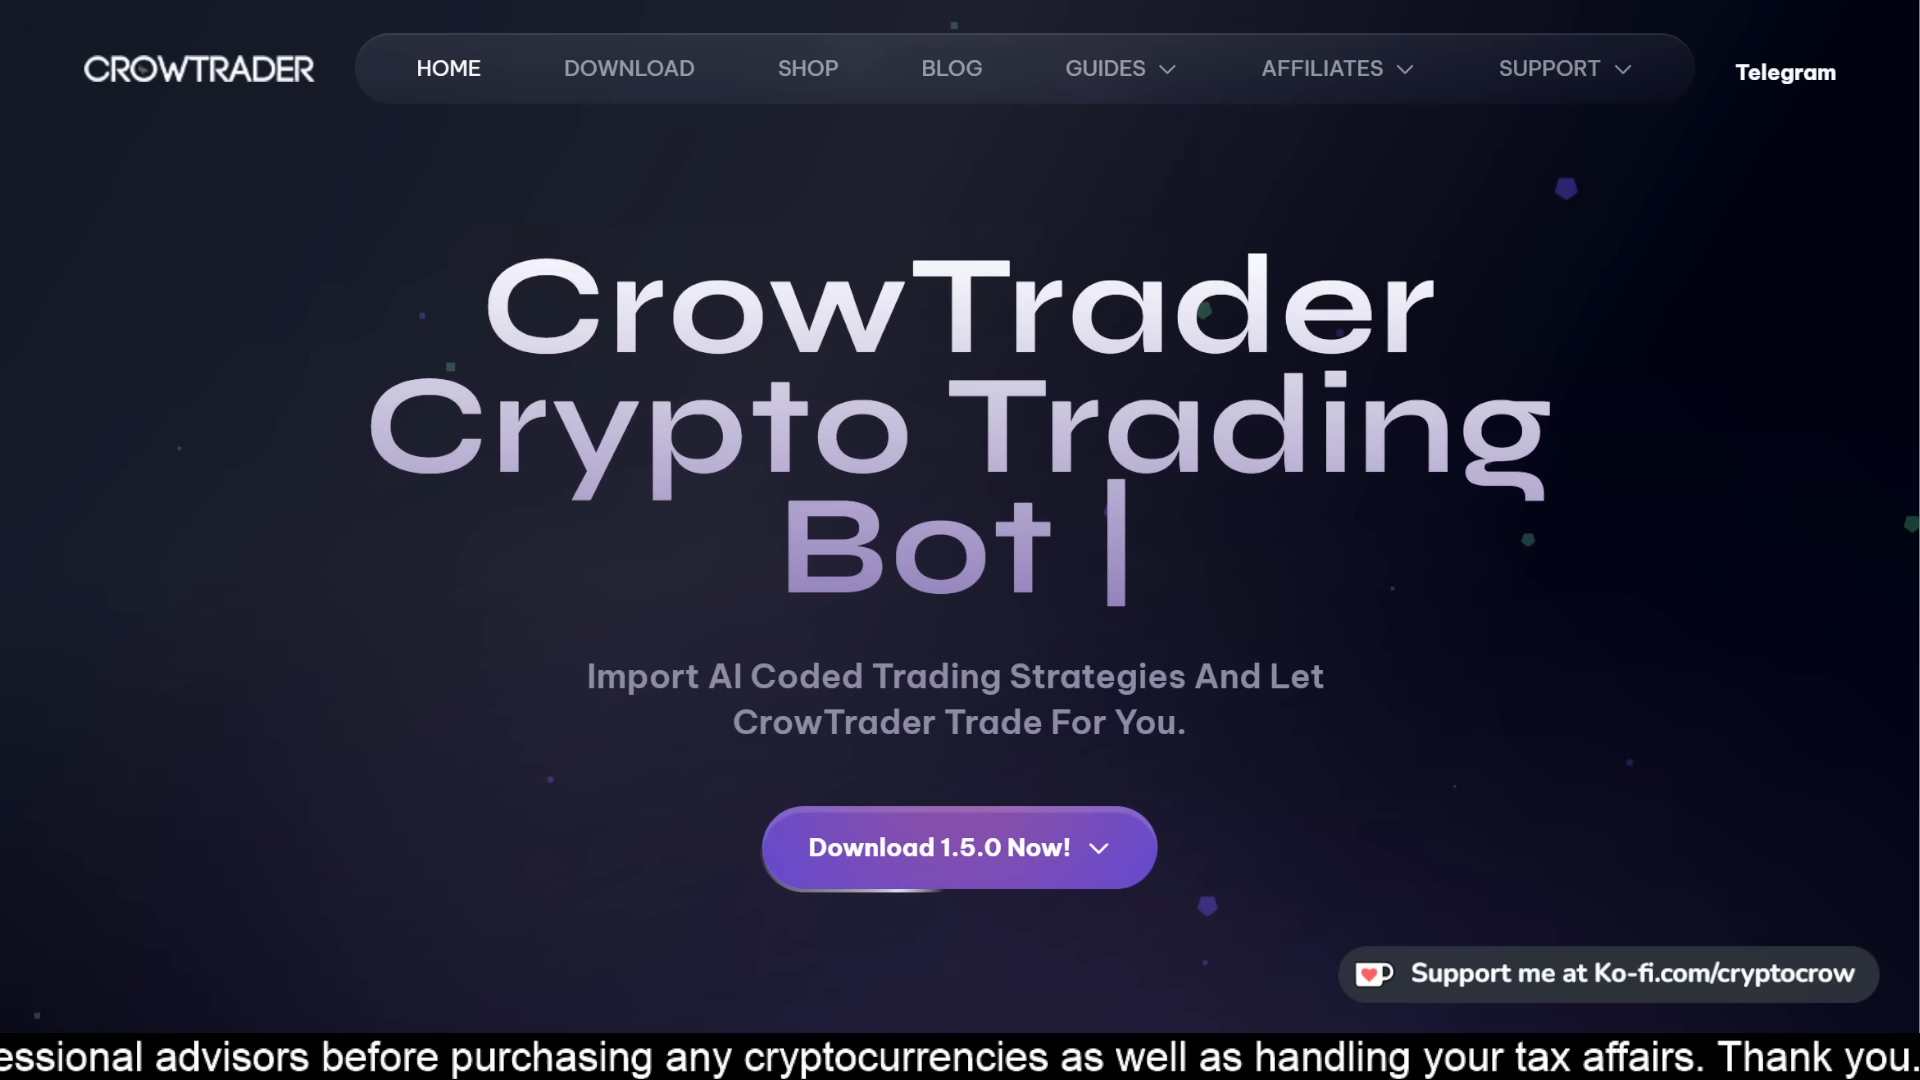 CROWTRADER
HOME
DOWNLOAD
SHOP
BLOG
GUIDES
AFFILIATES
SUPPORT
Telegram
CrowTrader
Crypto Trading
Bot |
Import AI Coded Trading Strategies And Let
CrowTrader Trade For You.
Download 1.5.0 Now!
Support me at Ko-fi.com/cryptocrow
essional advisors before purchasing any cryptocurrencies as well as handling your tax affairs. Thank you.